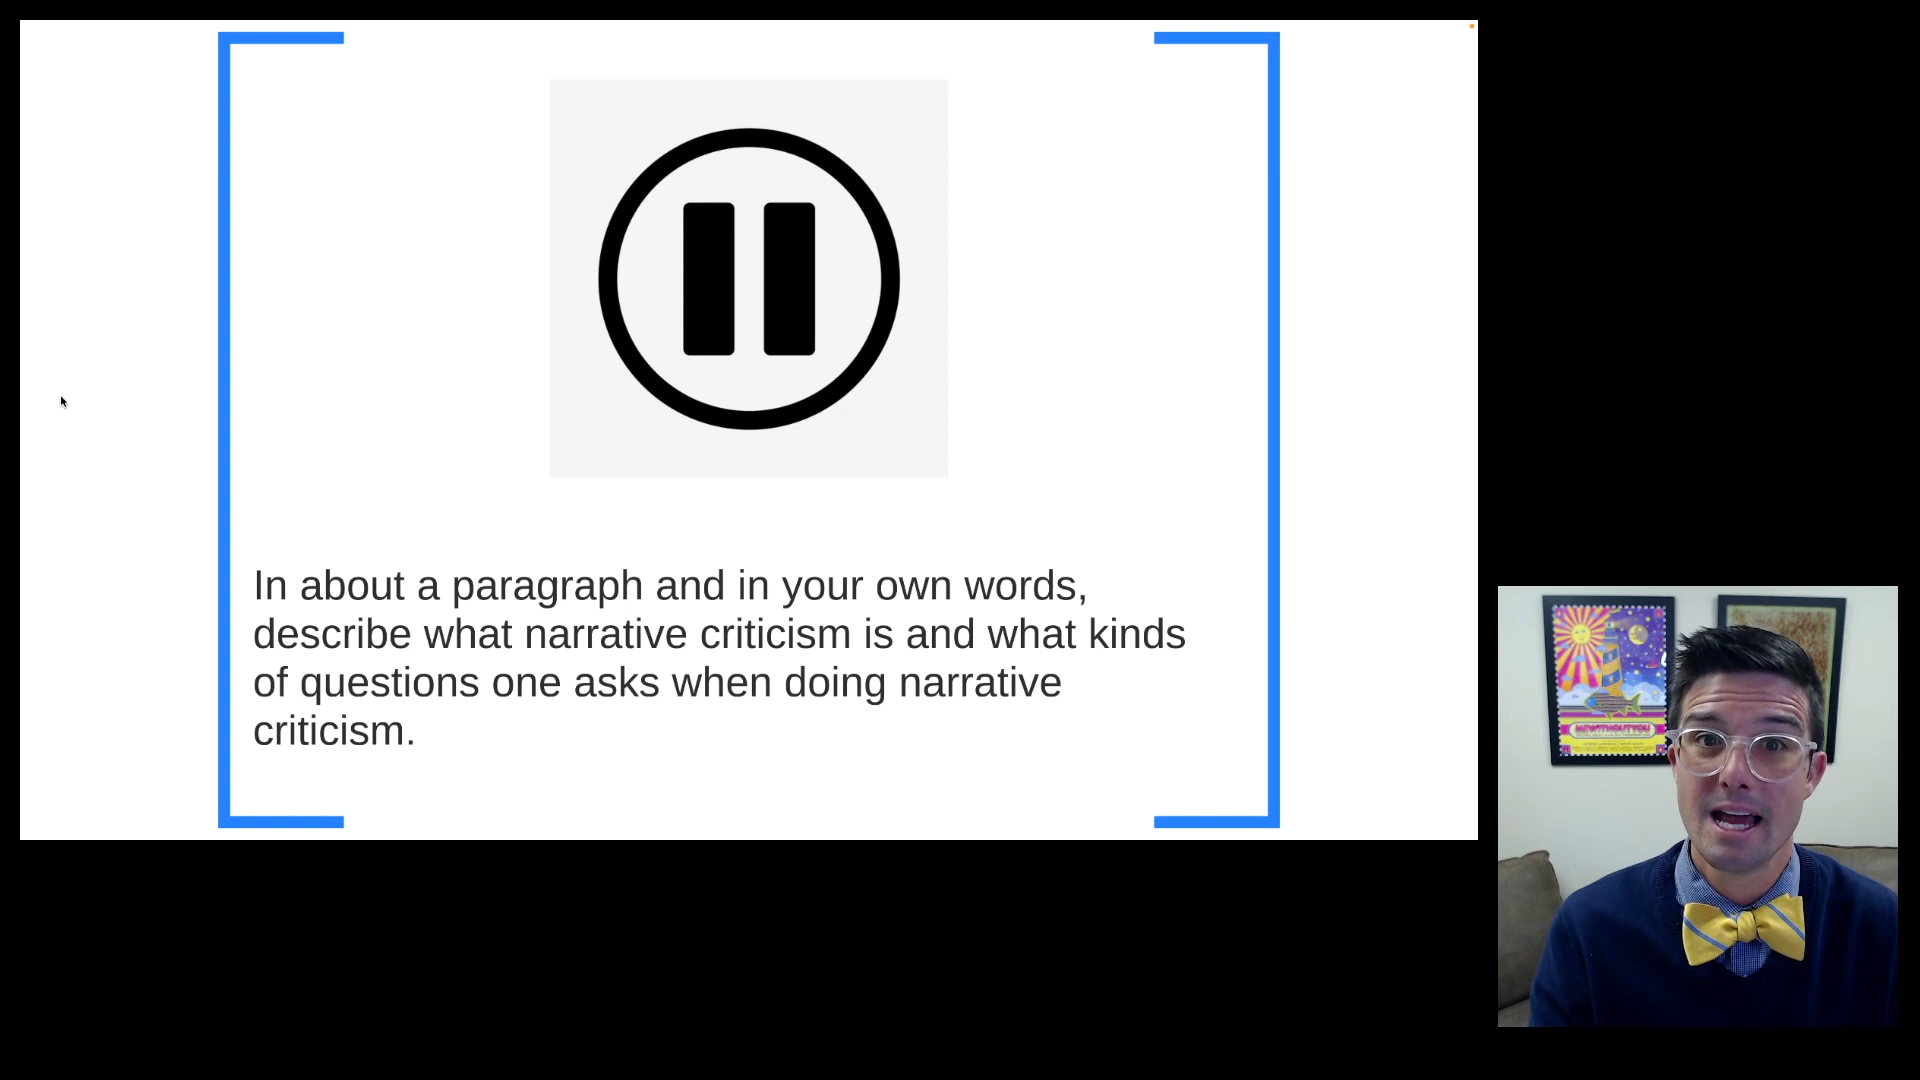 In about a paragraph and in your own words,
describe what narrative criticism is and what kinds
of questions one asks when doing narrative
criticism.
MEWITHOUTYOU